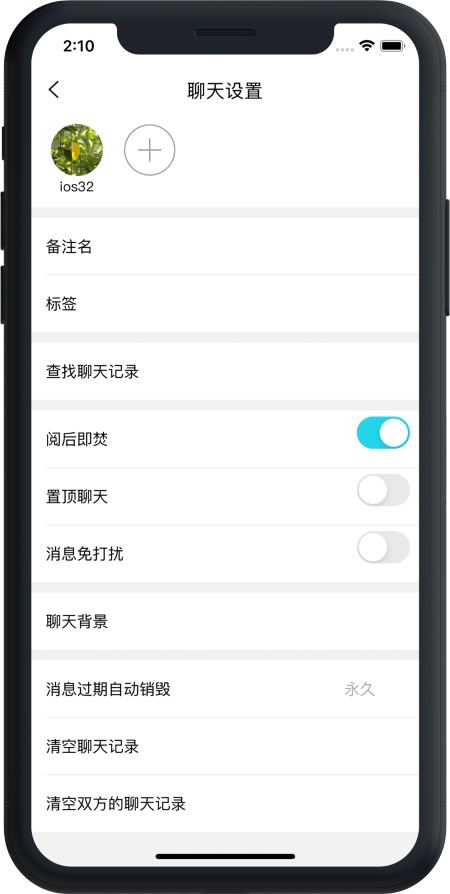 2:10
聊天设置
ios32
备注名
标签
查找聊天记录
阅后即焚
置顶聊天
消息免打扰
聊天背景
消息过期自动销毁 永久
清空聊天记录
清空双方的聊天记录